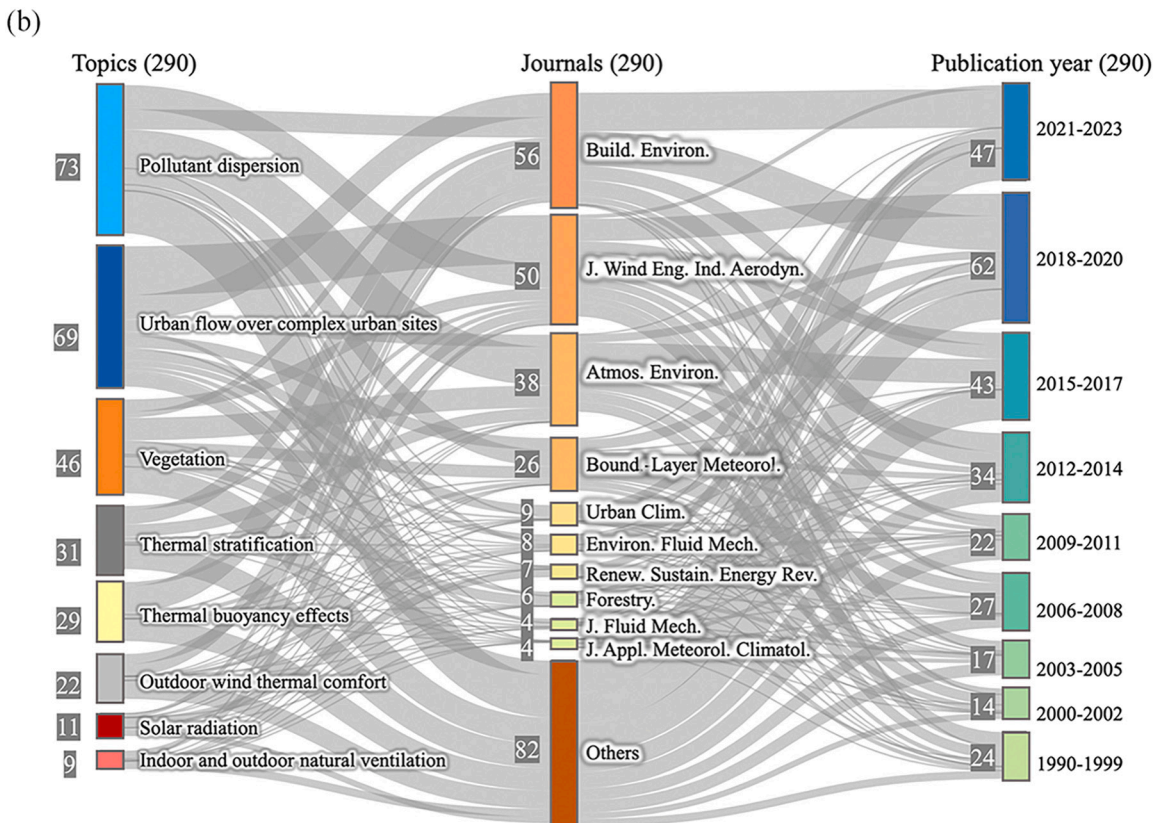 (b)
Topics (290)
Journals (290)
Publication year (290)
73
Pollutant dispersion
69
Urban flow over complex urban sites
46
Vegetation
31
Thermal stratification
29
Thermal buoyancy effects
22
Outdoor wind thermal comfort
11
Solar radiation
9
Indoor and outdoor natural ventilation
56
Build. Environ.
50
J. Wind Eng. Ind. Aerodyn.
38
Atmos. Environ.
26
Bound.-Layer Meteorol.
9
Urban Clim.
8
Environ. Fluid Mech.
7
Renew. Sustain. Energy Rev.
6
Forestry.
4
J. Fluid Mech.
4
J. Appl. Meteorol. Climatol.
82
Others
47
2021-2023
62
2018-2020
43
2015-2017
34
2012-2014
22
2009-2011
27
2006-2008
17
2003-2005
14
2000-2002
24
1990-1999